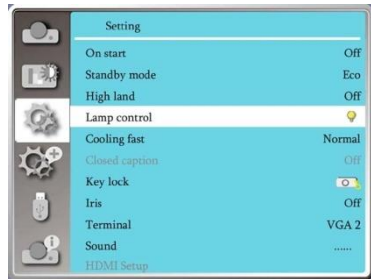 Setting
On start Off
Standby mode Eco
High land Off
Lamp control
Cooling fast Normal
Closed caption Off
Key lock
Iris Off
Terminal VGA 2
Sound ......
HDMI Setup